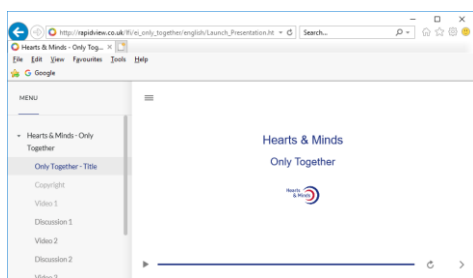 http://rapidview.co.uk/lfi/ei_only_together/english/Launch_Presentation.ht
Search...
Hearts & Minds - Only Tog...
File Edit View Favourites Tools Help
Google
MENU
Hearts & Minds - Only
Together
Only Together - Title
Copyright
Video 1
Discussion 1
Video 2
Discussion 2
Video 3
Hearts & Minds
Only Together
Hearts
& Minds